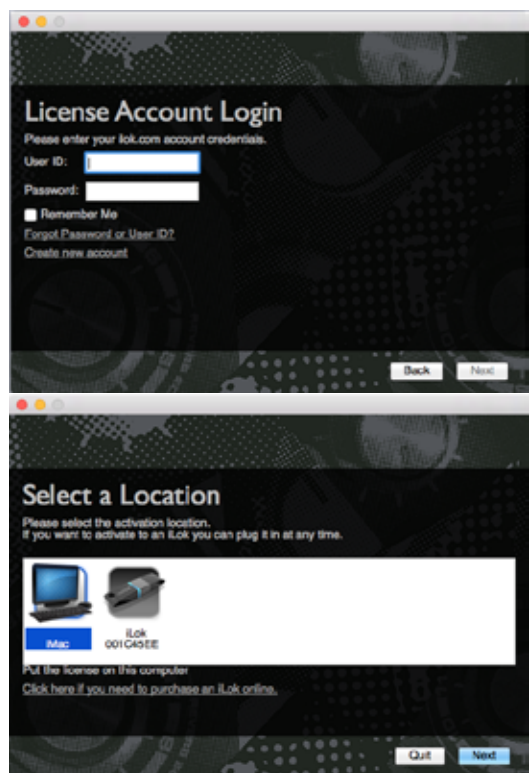 License Account Login
Please enter your ilok.com account credentials.
User ID:
Password:
Remember Me
Forgot Password or User ID?
Create new account
Back
Next
Select a Location
Please select the activation location.
If you want to activate to an iLok you can plug it in at any time.
iMac
iLok
001C45EE
Put the license on this computer
Click here if you need to purchase an iLok online.
Quit
Next